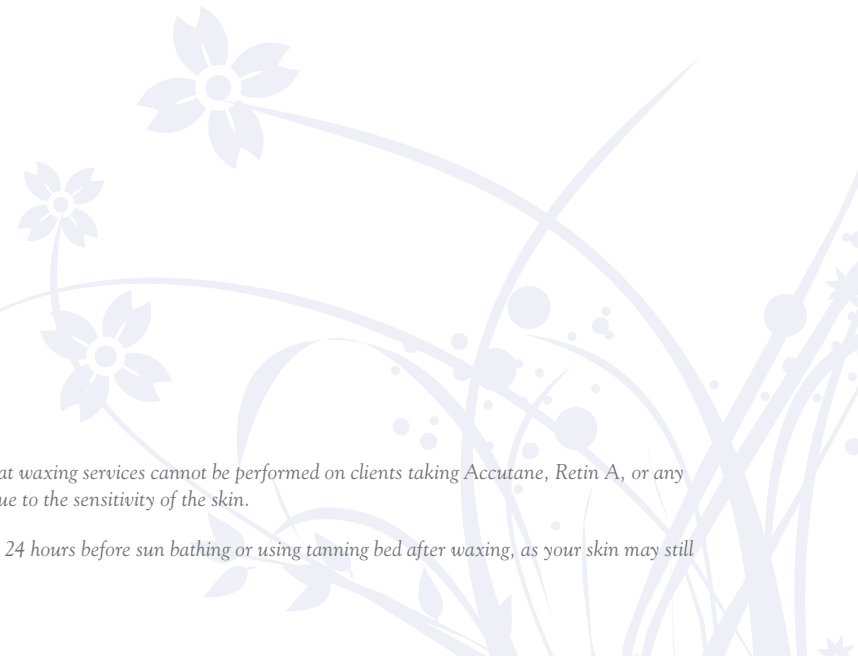 at waxing services cannot be performed on clients taking Accutane, Retin A, or any
ue to the sensitivity of the skin.
24 hours before sun bathing or using tanning bed after waxing, as your skin may still